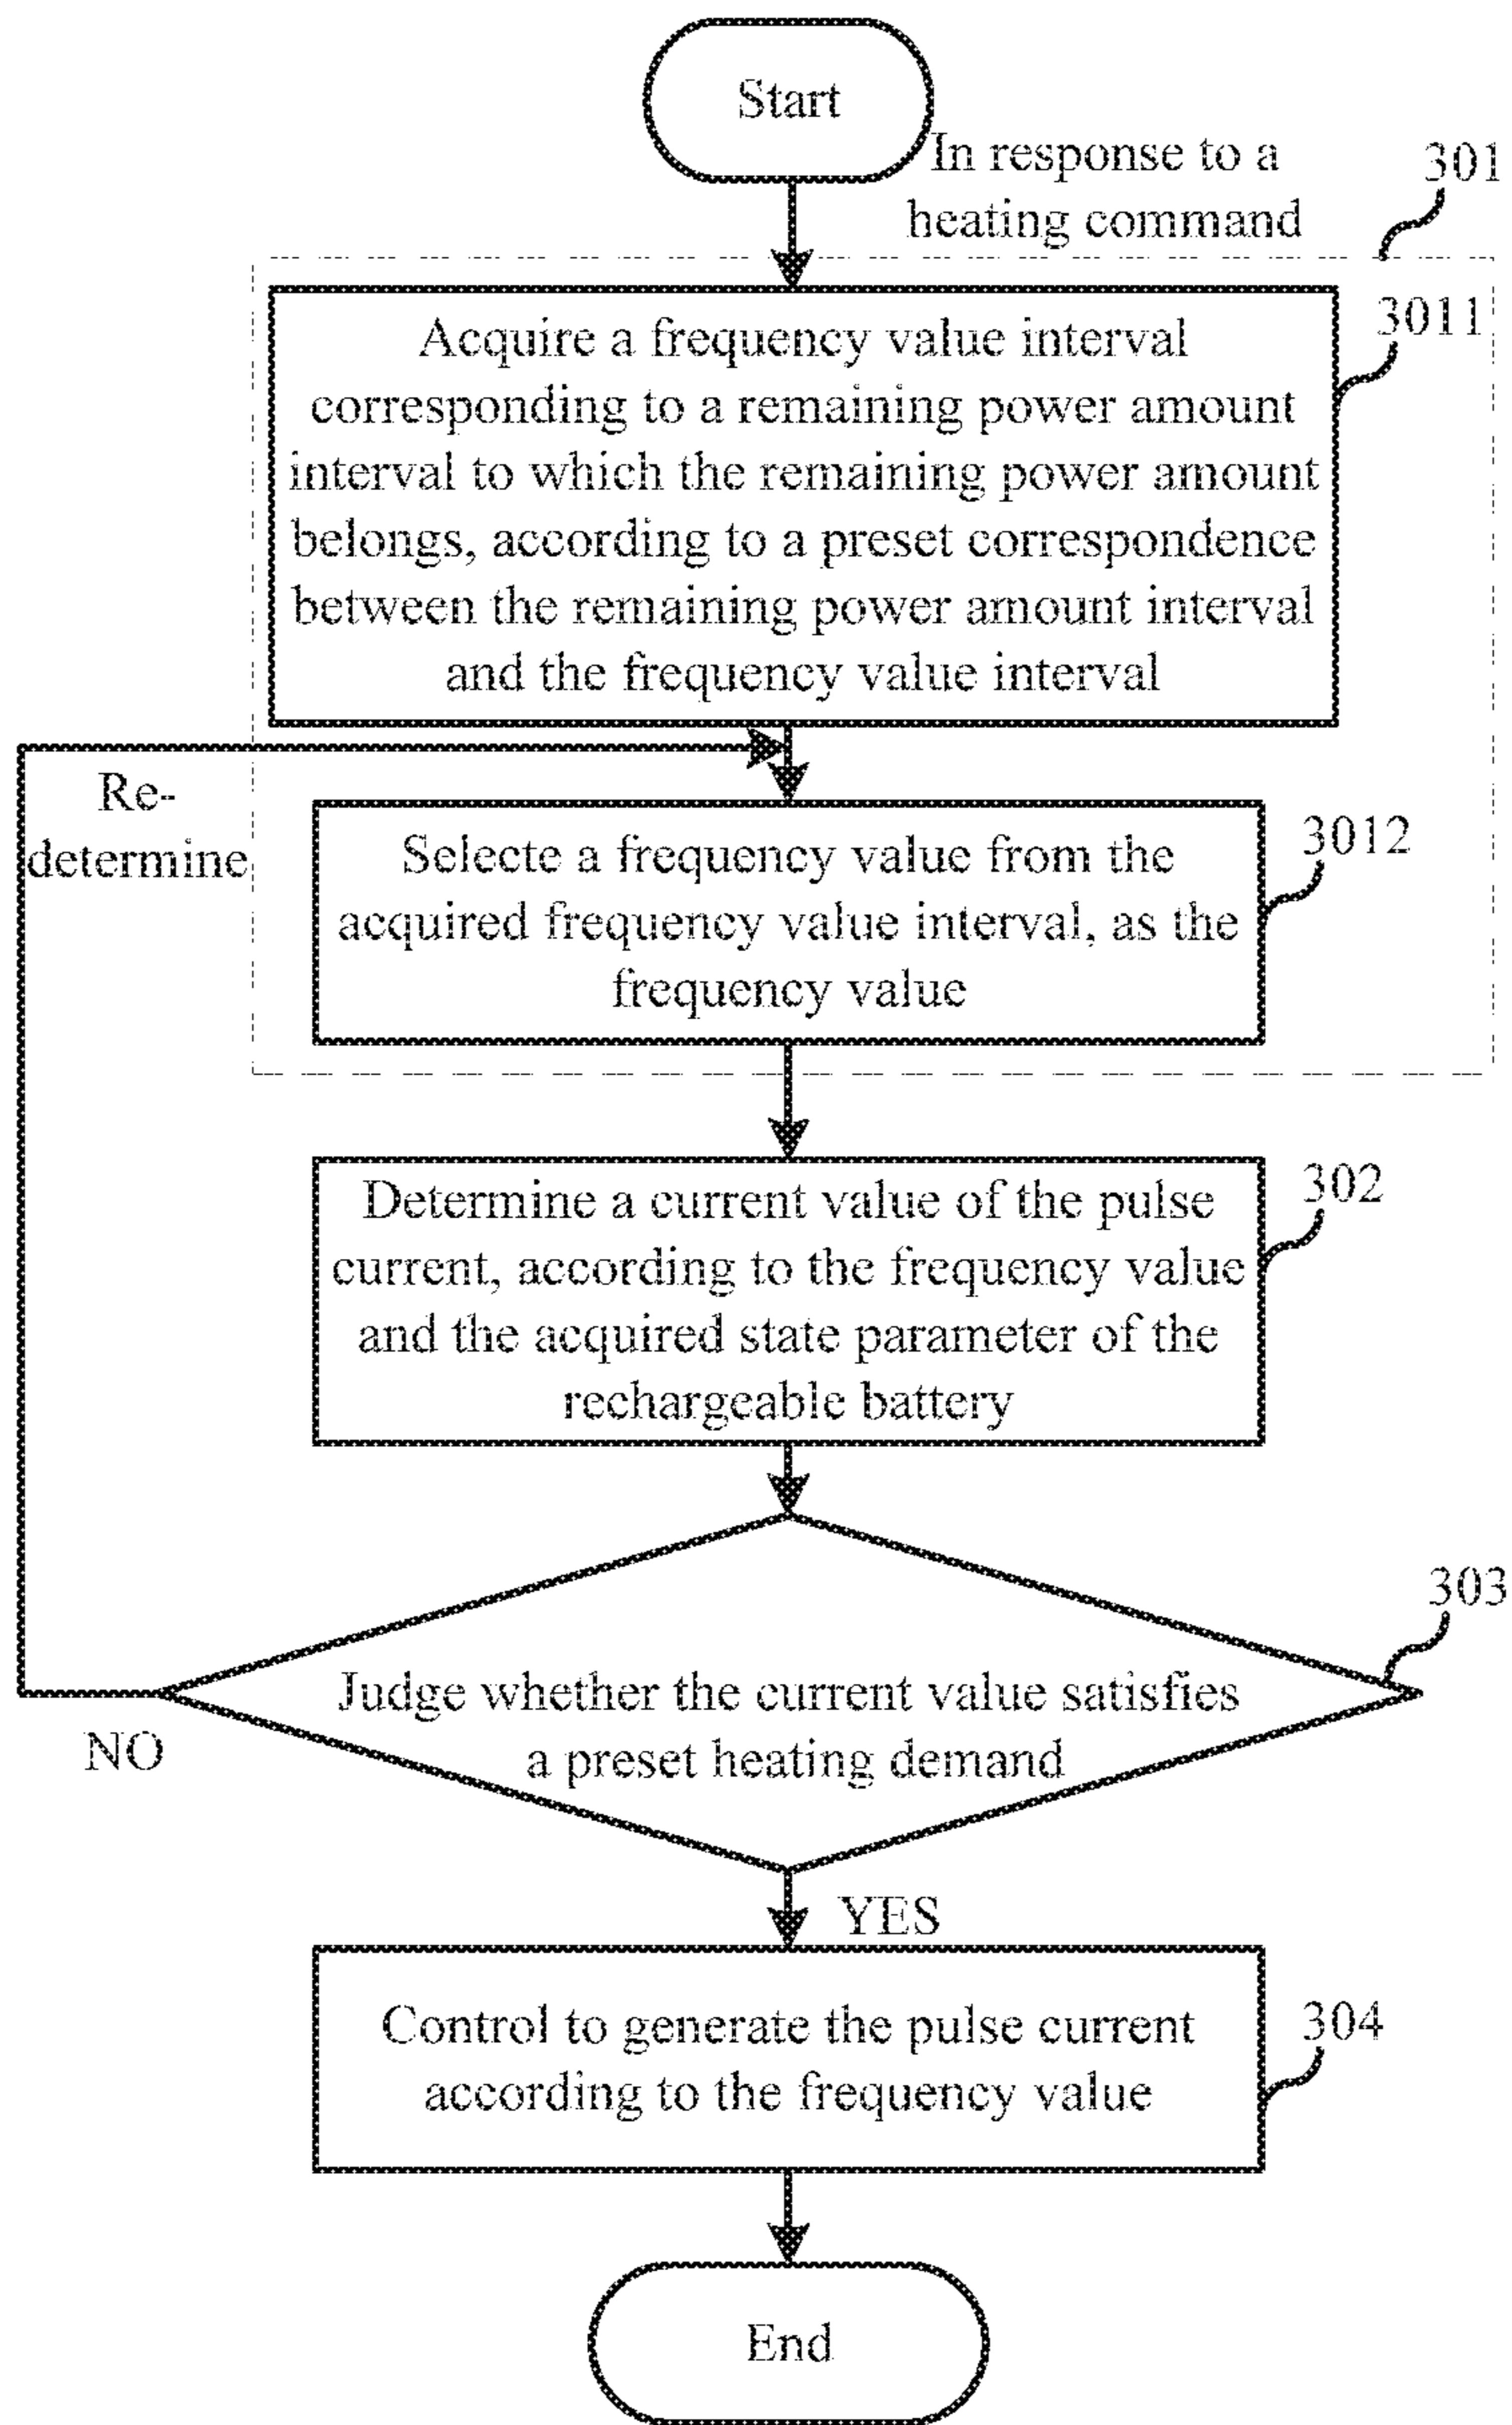 Start
In response to a
heating command
301
Acquire a frequency value interval
corresponding to a remaining power amount
interval to which the remaining power amount
belongs, according to a preset correspondence
between the remaining power amount interval
and the frequency value interval
3011
Re-
determine
Selecte a frequency value from the
acquired frequency value interval, as the
frequency value
3012
Determine a current value of the pulse
current, according to the frequency value
and the acquired state parameter of the
rechargeable battery
302
Judge whether the current value satisfies
a preset heating demand
303
NO
YES
Control to generate the pulse current
according to the frequency value
304
End